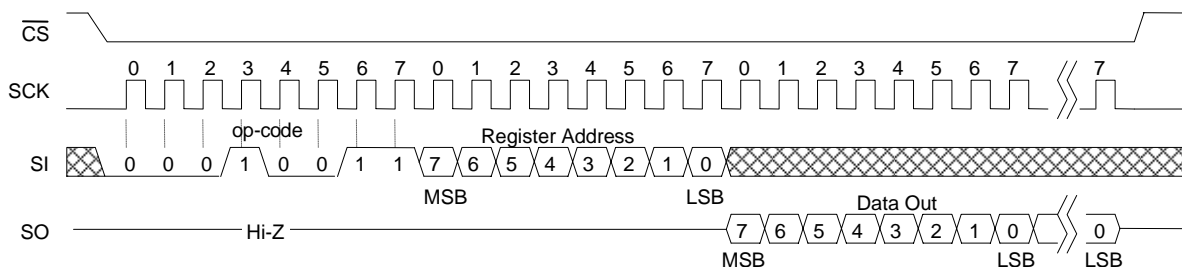 CS
0 1 2 3 4 5 6 7 0 1 2 3 4 5 6 7 0 1 2 3 4 5 6 7 7
SCK
op-code Register Address
SI 0 0 0 1 0 0 1 1 7 6 5 4 3 2 1 0
MSB LSB
Data Out
SO Hi-Z 7 6 5 4 3 2 1 0 0
MSB LSB LSB